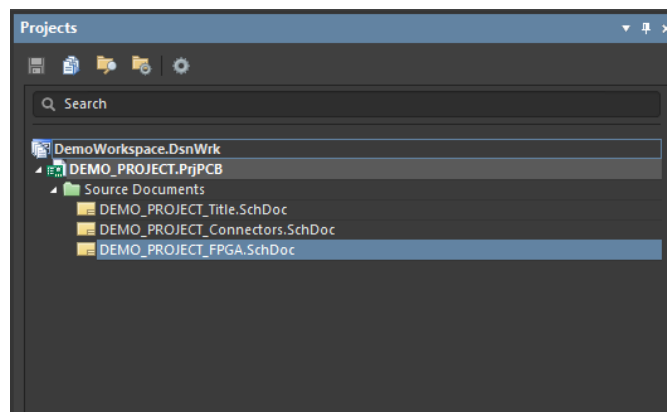 Projects
Search
DemoWorkspace.DsnWrk
DEMO_PROJECT.PrjPCB
Source Documents
DEMO_PROJECT_Title.SchDoc
DEMO_PROJECT_Connectors.SchDoc
DEMO_PROJECT_FPGA.SchDoc